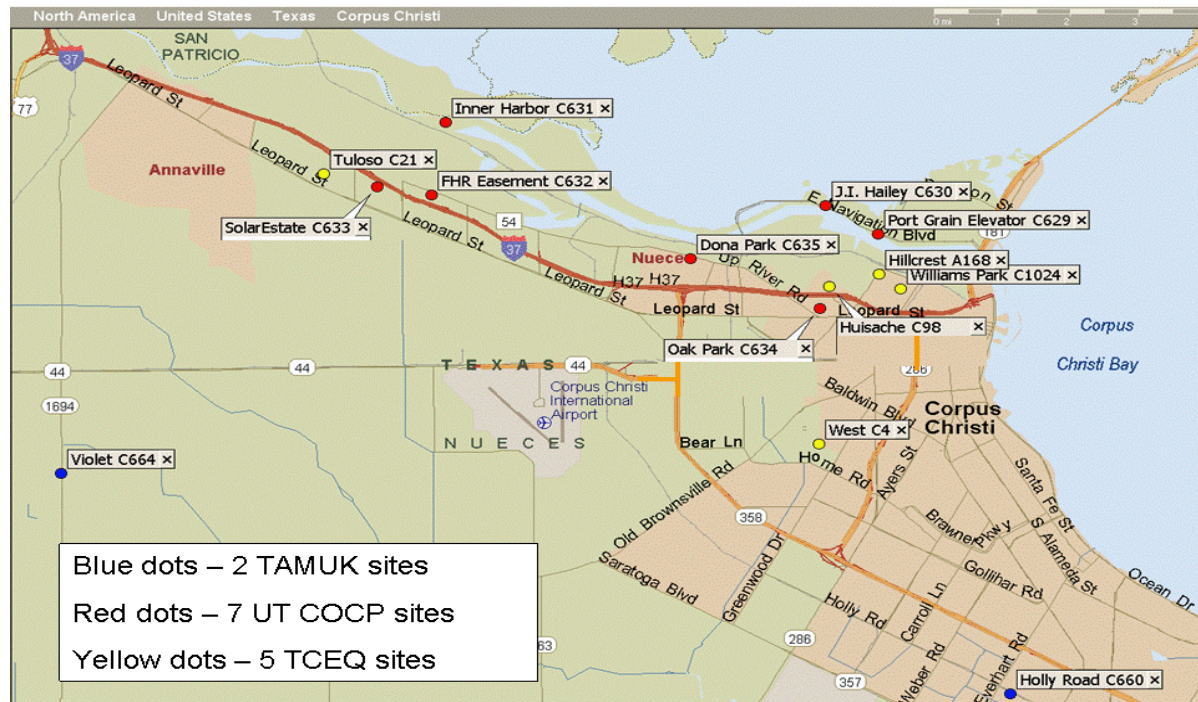 North America United States Texas Corpus Christi
0 mi 1 2 3
SAN
PATRICIO
37
77
Leopard St
Inner Harbor C631 ×
Annaville
Leopard St
Tuloso C21 ×
FHR Easement C632 ×
SolarEstate C633 ×
Leopard St
54
37
J.I. Hailey C630 ×
E Navigation Blvd
Port Grain Elevator C629 ×
181
Dona Park C635 ×
Nuece
Up River Rd
Hillcrest A168 ×
Williams Park C1024 ×
H37 H37
Leopard St
Leopard St
Leopard St
Huisache C98 ×
Oak Park C634 ×
Corpus
Christi Bay
44
44
TEXAS
44
286
1694
Corpus Christi
International
Airport
Baldwin Blvd
Corpus
Christi
NUECES
Bear Ln
West C4 ×
Home Rd
Ayers St
Violet C664 ×
Old Brownsville Rd
358
Santa Fe St
Brawner Pkwy
S Alameda St
Saratoga Blvd
Greenwood Dr
Gollihar Rd
Ocean Dr
Holly Rd
Carroll Ln
286
63
Weber Rd
Everhart Rd
357
Holly Road C660 ×
Blue dots – 2 TAMUK sites
Red dots – 7 UT COCP sites
Yellow dots – 5 TCEQ sites